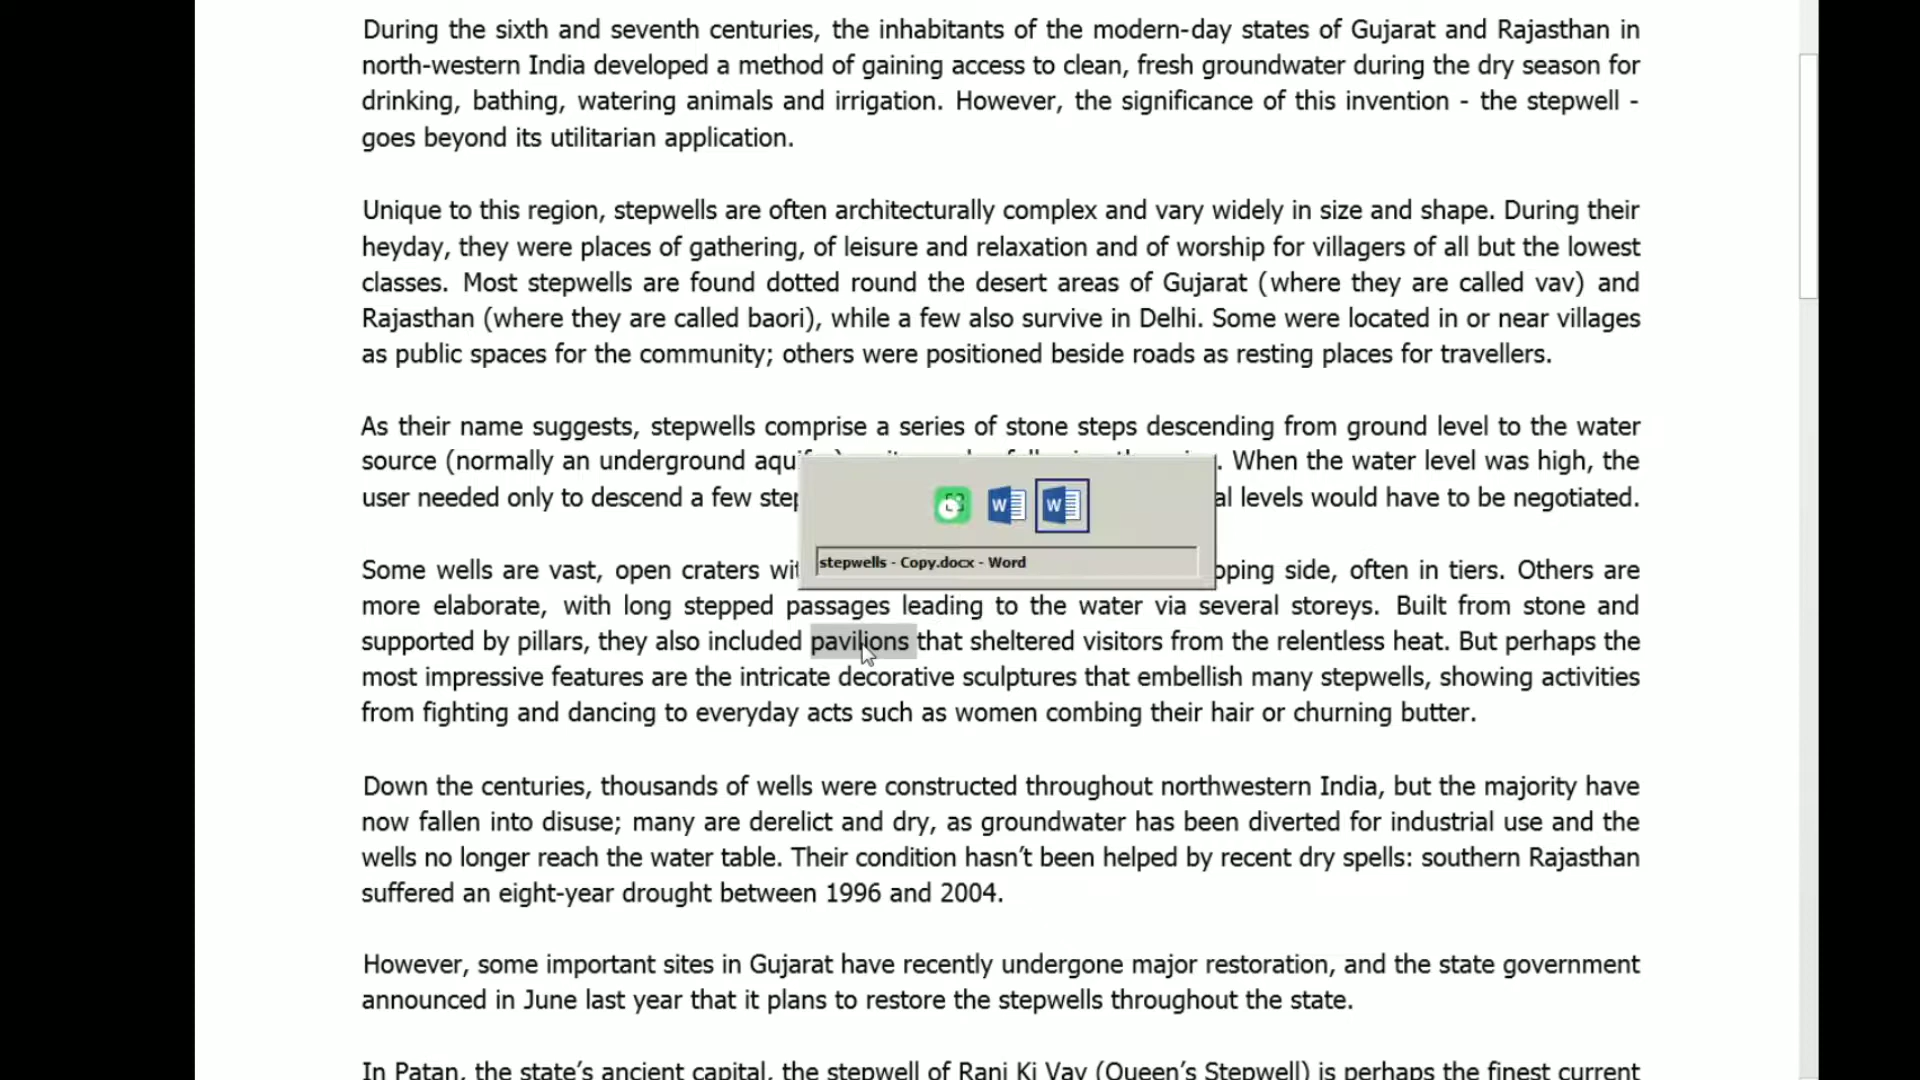 During the sixth and seventh centuries, the inhabitants of the modern-day states of Gujarat and Rajasthan in
north-western India developed a method of gaining access to clean, fresh groundwater during the dry season for
drinking, bathing, watering animals and irrigation. However, the significance of this invention - the stepwell -
goes beyond its utilitarian application.
Unique to this region, stepwells are often architecturally complex and vary widely in size and shape. During their
heyday, they were places of gathering, of leisure and relaxation and of worship for villagers of all but the lowest
classes. Most stepwells are found dotted round the desert areas of Gujarat (where they are called vav) and
Rajasthan (where they are called baori), while a few also survive in Delhi. Some were located in or near villages
as public spaces for the community; others were positioned beside roads as resting places for travellers.
As their name suggests, stepwells comprise a series of stone steps descending from ground level to the water
source (normally an underground When the water level was high, the
user needed only to descend a few levels would have to be negotiated.
stepwells - Copy.docx - Word
Some wells are vast, open craters side, often in tiers. Others are
more elaborate, with long stepped passages leading to the water via several storeys. Built from stone and
supported by pillars, they also included pavilions that sheltered visitors from the relentless heat. But perhaps the
most impressive features are the intricate decorative sculptures that embellish many stepwells, showing activities
from fighting and dancing to everyday acts such as women combing their hair or churning butter.
Down the centuries, thousands of wells were constructed throughout northwestern India, but the majority have
now fallen into disuse; many are derelict and dry, as groundwater has been diverted for industrial use and the
wells no longer reach the water table. Their condition hasn't been helped by recent dry spells: southern Rajasthan
suffered an eight-year drought between 1996 and 2004.
However, some important sites in Gujarat have recently undergone major restoration, and the state government
announced in June last year that it plans to restore the stepwells throughout the state.
In Patan, the state's ancient capital, the stepwell of Rani Ki Vav (Queen's Stepwell) is perhaps the finest current